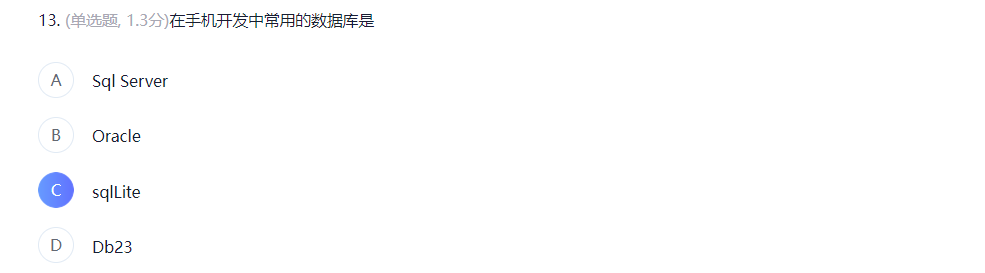 13. (单选题, 1.3分)在手机开发中常用的数据库是
A Sql Server
B Oracle
C sqlLite
D Db23